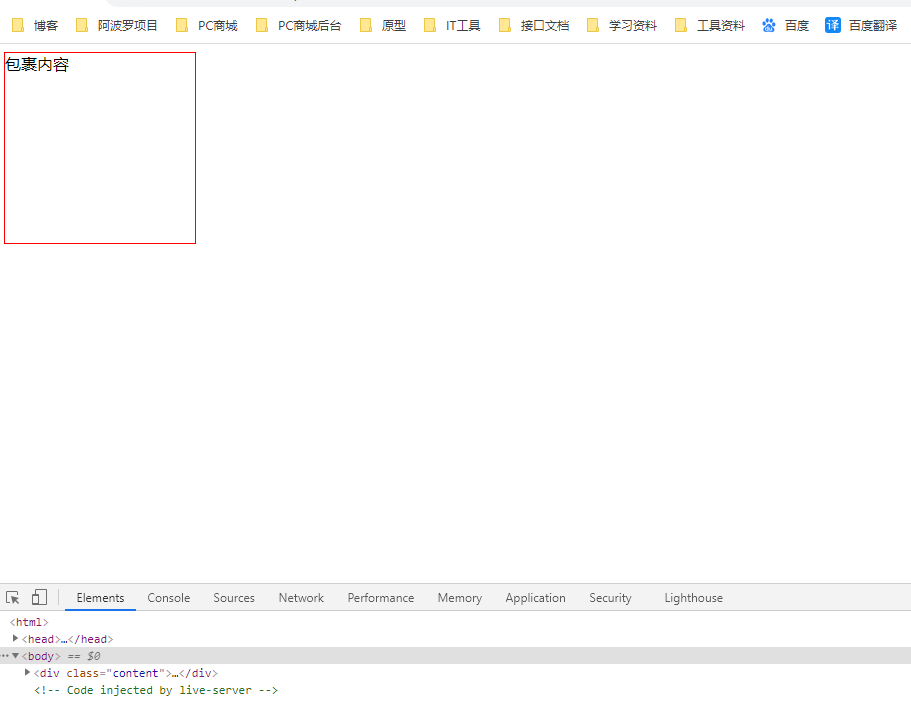 博客 阿波罗项目 PC商城 PC商城后台 原型 IT工具 接口文档 学习资料 工具资料 百度 译 百度翻译
包裹内容
Elements Console Sources Network Performance Memory Application Security Lighthouse
<html>
<head>…</head>
<body> == $0
<div class="content">…</div>
<!-- Code injected by live-server -->